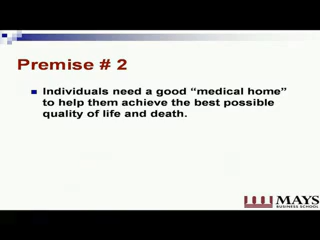 Premise # 2
Individuals need a good “medical home”
to help them achieve the best possible
quality of life and death.
MAYS
BUSINESS SCHOOL